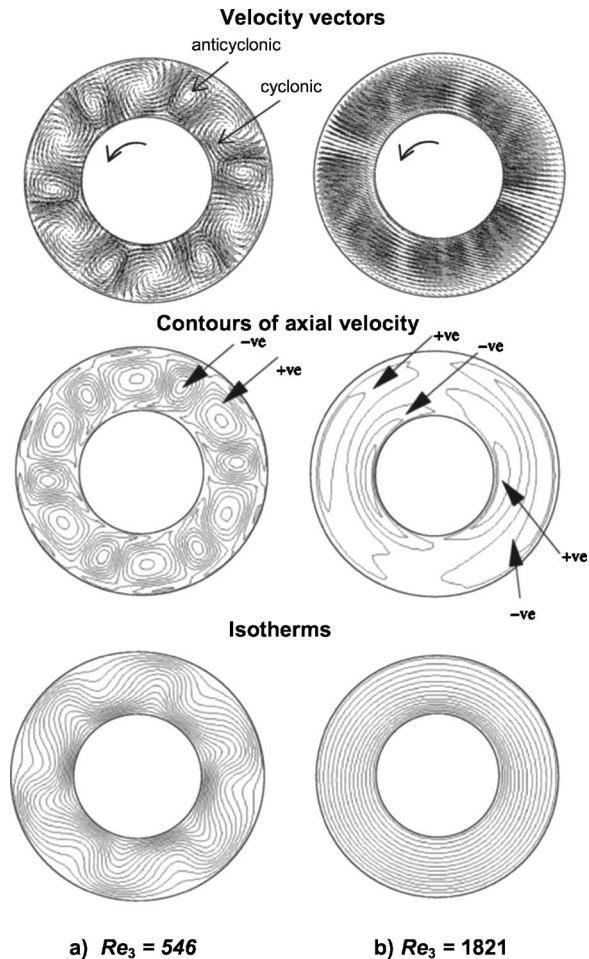 Velocity vectors
anticyclonic
cyclonic
Contours of axial velocity
−ve
+ve
+ve
−ve
+ve
−ve
Isotherms
a) Re₃ = 546
b) Re₃ = 1821